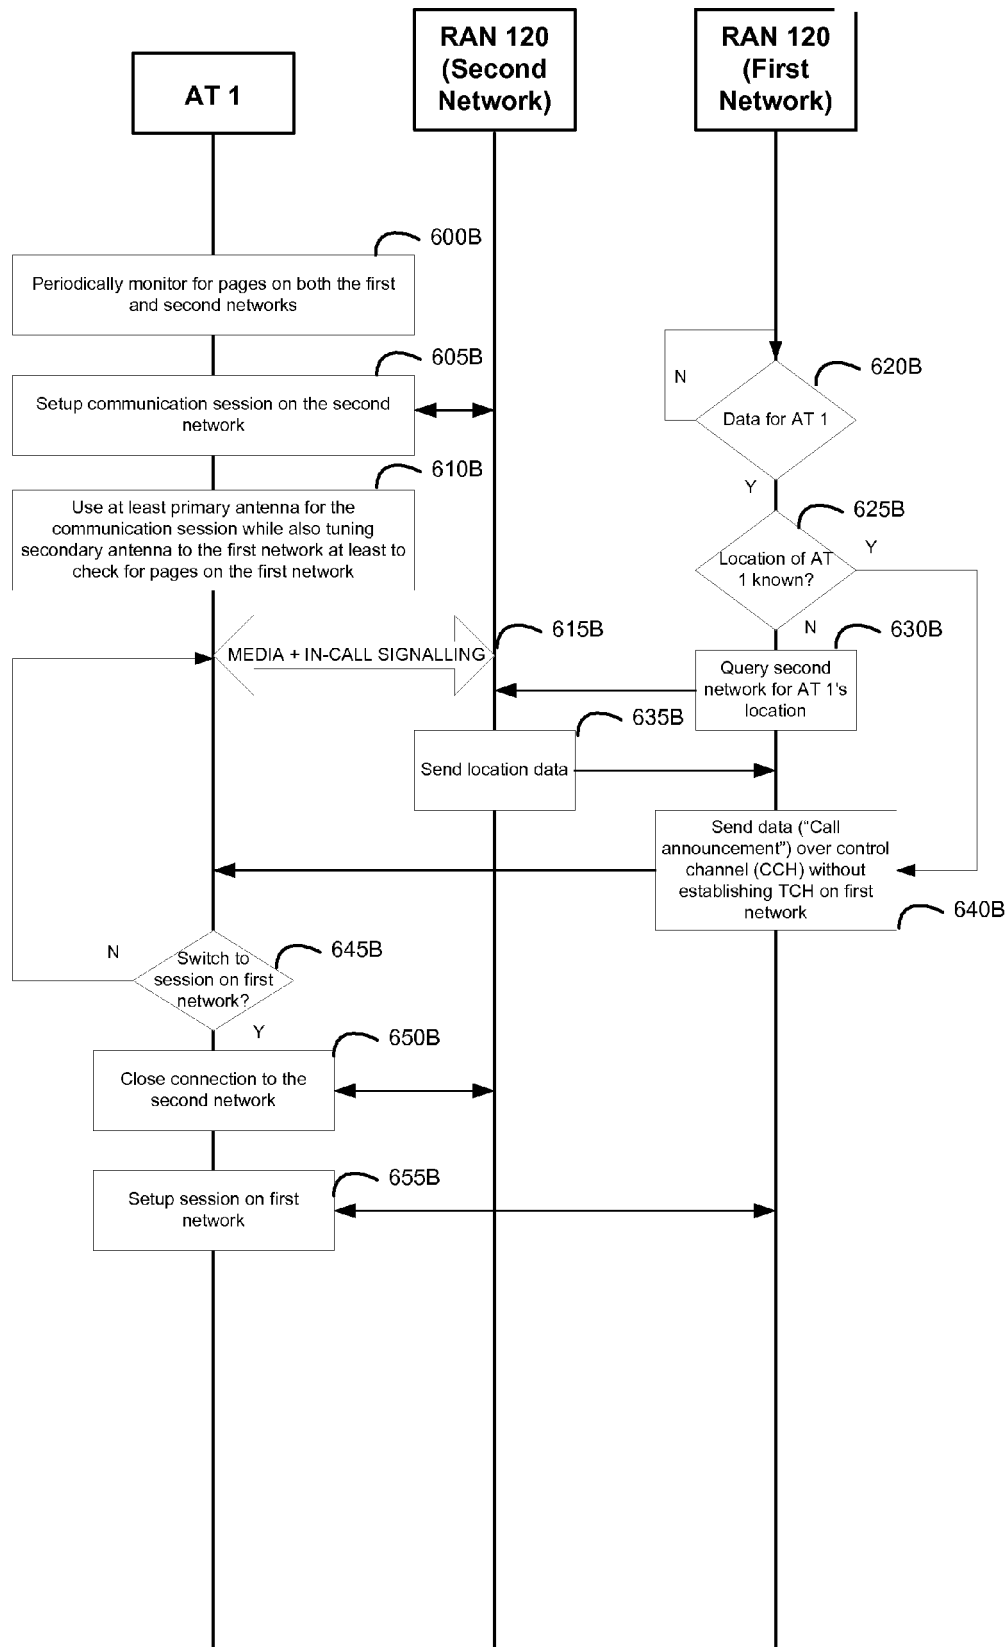 AT 1
RAN 120
(Second
Network)
RAN 120
(First
Network)
600B
Periodically monitor for pages on both the first
and second networks
605B
Setup communication session on the second
network
610B
Use at least primary antenna for the
communication session while also tuning
secondary antenna to the first network at least to
check for pages on the first network
620B
N
Data for AT 1
Y
625B
Location of AT
1 known?
Y
N
615B
MEDIA + IN-CALL SIGNALLING
630B
Query second
network for AT 1's
location
635B
Send location data
Send data (“Call
announcement”) over control
channel (CCH) without
establishing TCH on first
network
640B
N
645B
Switch to
session on first
network?
Y
650B
Close connection to the
second network
655B
Setup session on first
network